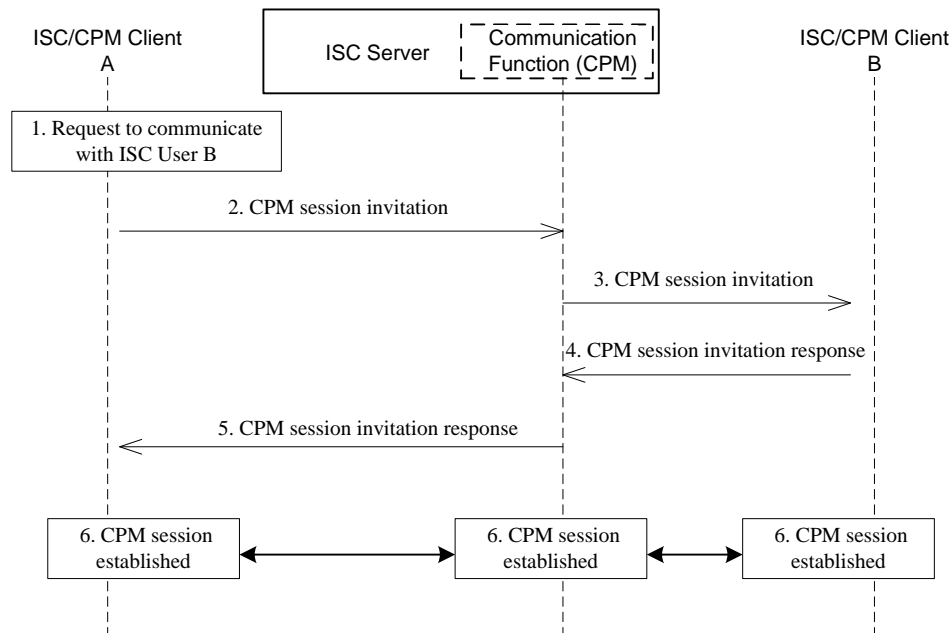 ISC/CPM Client
A
ISC Server
Communication
Function (CPM)
ISC/CPM Client
B
1. Request to communicate
with ISC User B
2. CPM session invitation
3. CPM session invitation
4. CPM session invitation response
5. CPM session invitation response
6. CPM session
established
6. CPM session
established
6. CPM session
established